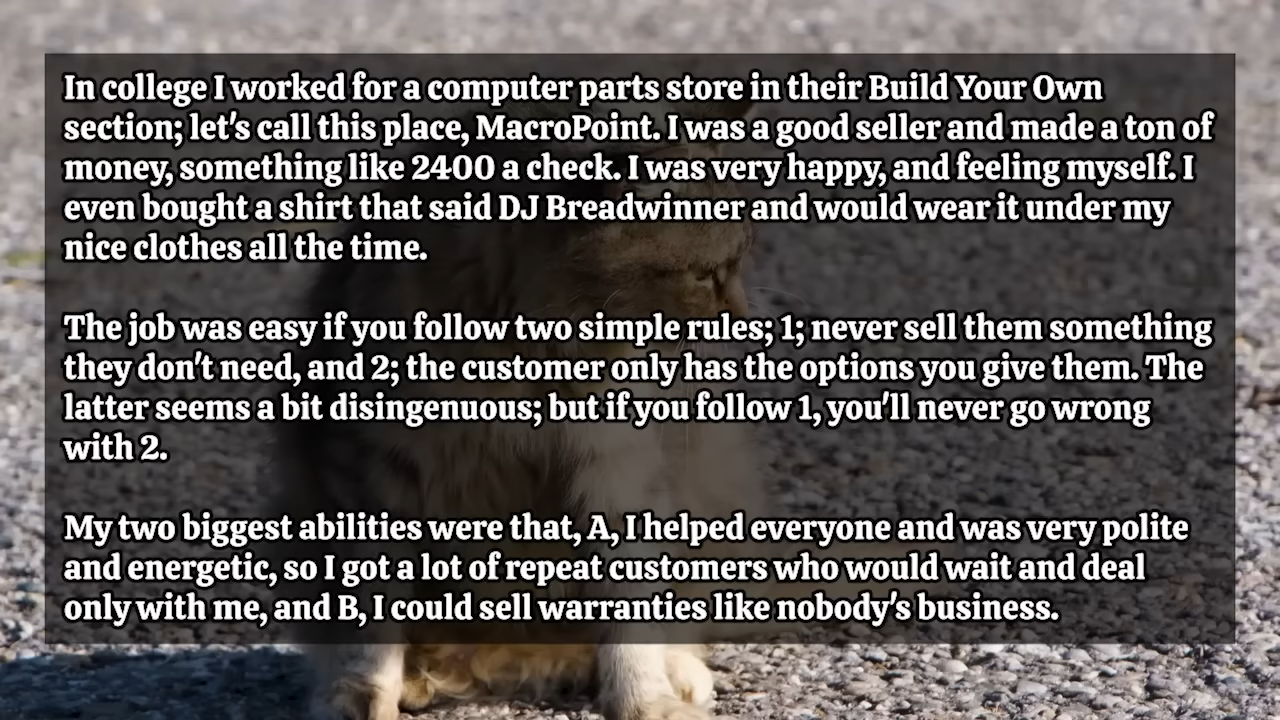 In college I worked for a computer parts store in their Build Your Own
section; let's call this place, MacroPoint. I was a good seller and made a ton of
money, something like 2400 a check. I was very happy, and feeling myself. I
even bought a shirt that said DJ Breadwinner and would wear it under my
nice clothes all the time.
The job was easy if you follow two simple rules; 1; never sell them something
they don't need, and 2; the customer only has the options you give them. The
latter seems a bit disingenuous; but if you follow 1, you'll never go wrong
with 2.
My two biggest abilities were that, A, I helped everyone and was very polite
and energetic, so I got a lot of repeat customers who would wait and deal
only with me, and B, I could sell warranties like nobody's business.